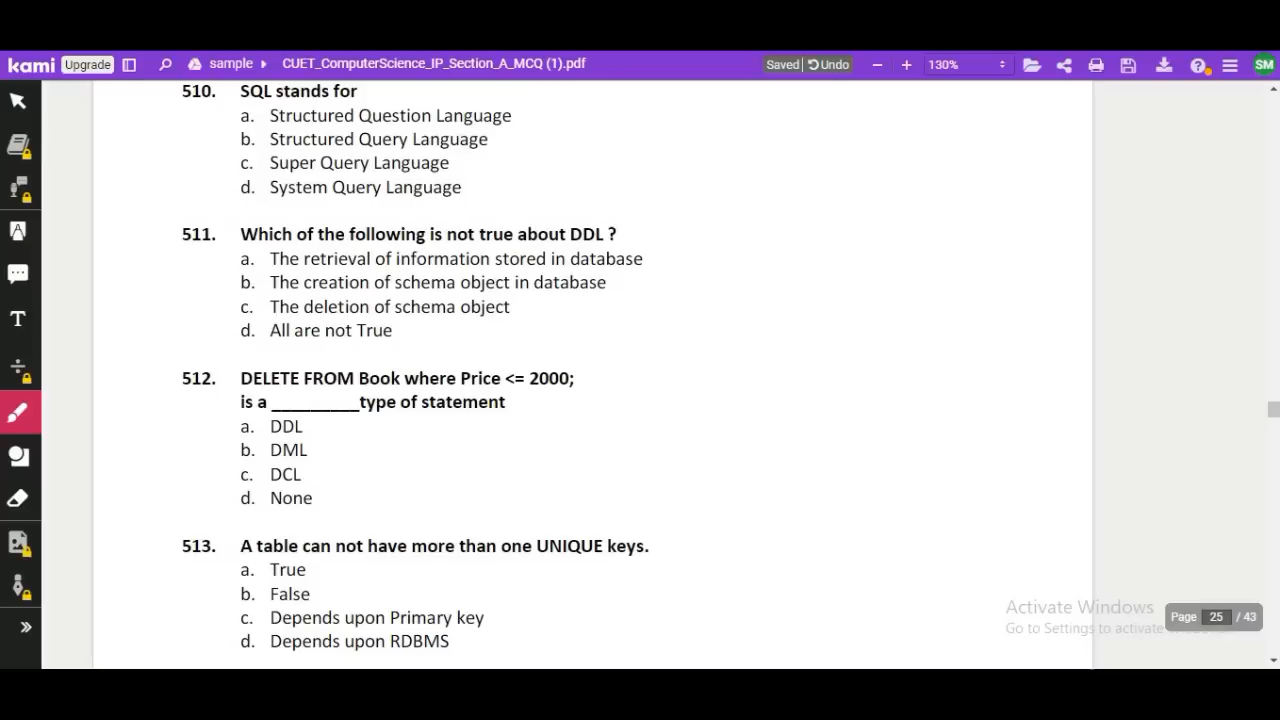 kami Upgrade sample CUET_ComputerScience_IP_Section_A_MCQ (1).pdf Saved Undo 130% SM
510. SQL stands for
a. Structured Question Language
b. Structured Query Language
c. Super Query Language
d. System Query Language
511. Which of the following is not true about DDL ?
a. The retrieval of information stored in database
b. The creation of schema object in database
c. The deletion of schema object
d. All are not True
512. DELETE FROM Book where Price <= 2000;
is a _________type of statement
a. DDL
b. DML
c. DCL
d. None
513. A table can not have more than one UNIQUE keys.
a. True
b. False
c. Depends upon Primary key
d. Depends upon RDBMS
Activate Windows
Go to Settings to activate
Page 25 / 43